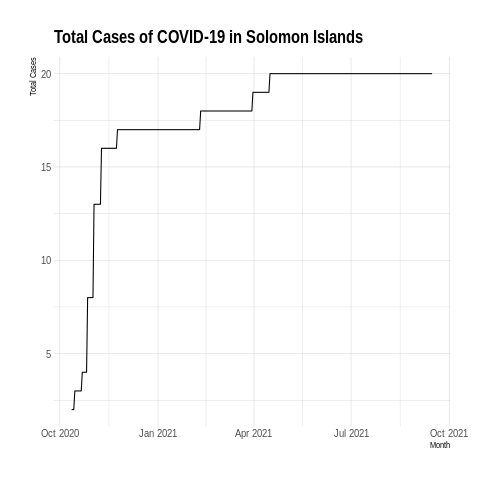 Total Cases of COVID-19 in Solomon Islands
Total Cases
20
15
10
5
Oct 2020 Jan 2021 Apr 2021 Jul 2021 Oct 2021
Month